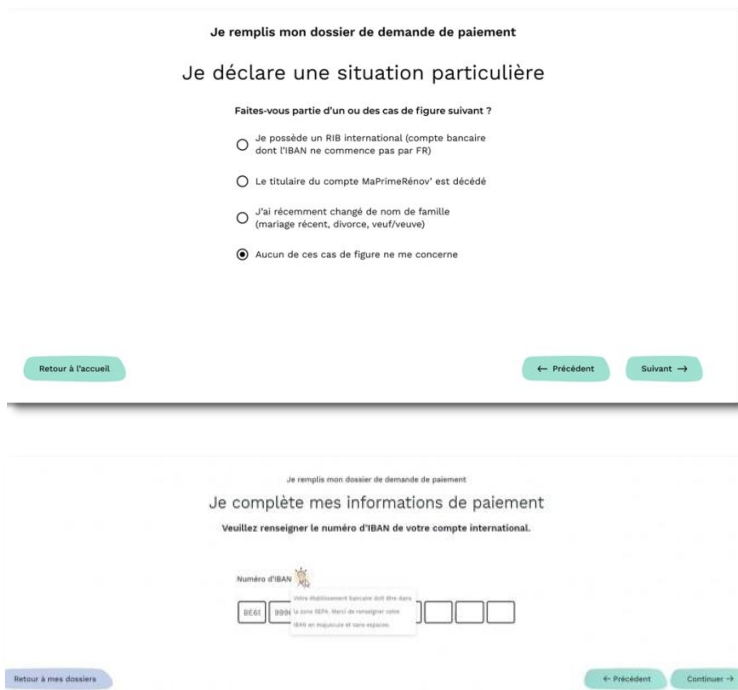 Je remplis mon dossier de demande de paiement
Je déclare une situation particulière
Faites-vous partie d'un ou des cas de figure suivant ?
Je possède un RIB international (compte bancaire
dont l'IBAN ne commence pas par FR)
Le titulaire du compte MaPrimeRénov' est décédé
J'ai récemment changé de nom de famille
(mariage récent, divorce, veuf/veuve)
Aucun de ces cas de figure ne me concerne
Retour à l'accueil
← Précédent
Suivant →
Je remplis mon dossier de demande de paiement
Je complète mes informations de paiement
Veuillez renseigner le numéro d'IBAN de votre compte international.
Numéro d'IBAN
Votre établissement bancaire doit être dans
la zone SEPA. Merci de renseigner votre
IBAN en majuscule et sans espaces.
BE61
Retour à mes dossiers
← Précédent
Continuer →